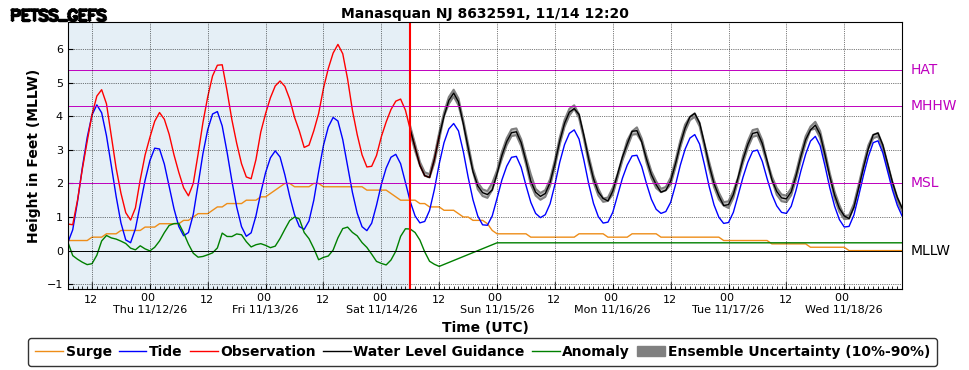 PETSS_GEFS
Manasquan NJ 8632591, 11/14 12:20
Height in Feet (MLLW)
6
5
4
3
2
1
0
−1
HAT
MHHW
MSL
MLLW
12 00 12 00 12 00 12 00 12 00 12 00 12 00
Thu 11/12/26 Fri 11/13/26 Sat 11/14/26 Sun 11/15/26 Mon 11/16/26 Tue 11/17/26 Wed 11/18/26
Time (UTC)
Surge Tide Observation Water Level Guidance Anomaly Ensemble Uncertainty (10%-90%)